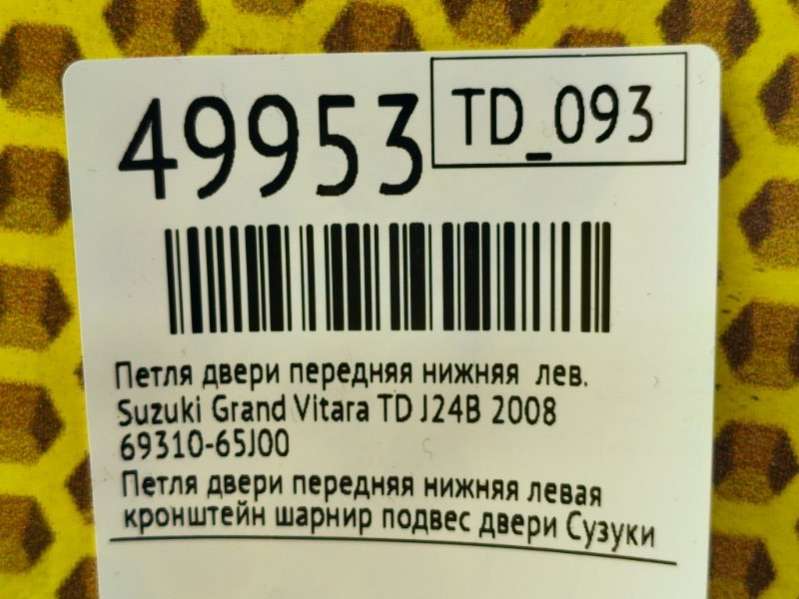 49953
TD_093
Петля двери передняя нижняя лев.
Suzuki Grand Vitara TD J24B 2008
69310-65J00
Петля двери передняя нижняя левая
кронштейн шарнир подвес двери Сузуки